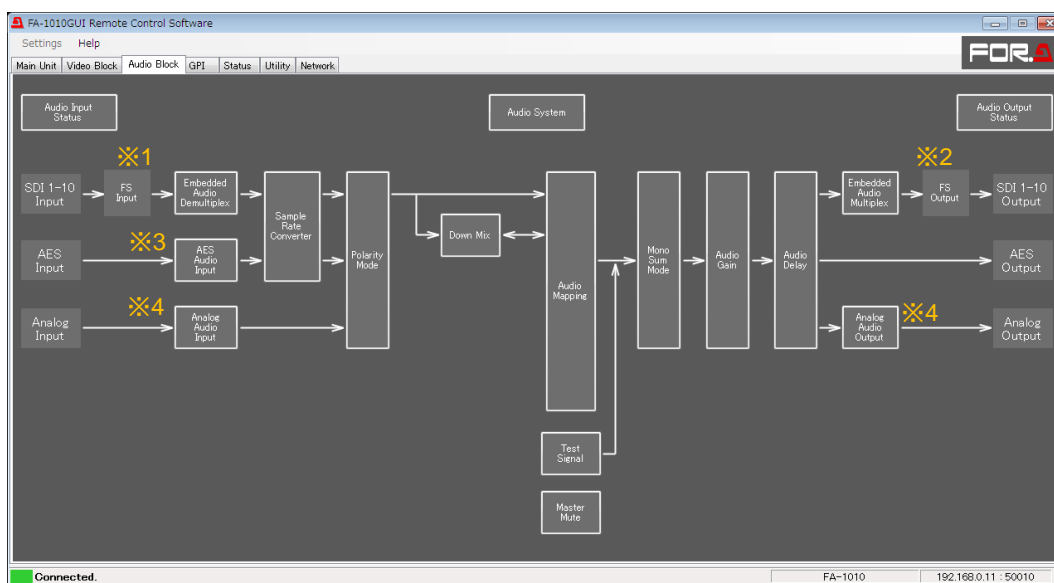 FA-1010GUI Remote Control Software
Settings Help
FOR.A
Main Unit Video Block Audio Block GPI Status Utility Network
Audio Input
Status
Audio System
Audio Output
Status
※1
※2
SDI 1-10
Input
FS
Input
Embedded
Audio
Demultiplex
Sample
Rate
Converter
Polarity
Mode
Down Mix
Audio
Mapping
Mono
Sum
Mode
Audio
Gain
Audio
Delay
Embedded
Audio
Multiplex
FS
Output
SDI 1-10
Output
※3
AES
Input
AES
Audio
Input
AES
Output
※4
Analog
Input
Analog
Audio
Input
Analog
Audio
Output
※4
Analog
Output
Test
Signal
Master
Mute
Connected.
FA-1010
192.168.0.11 : 50010